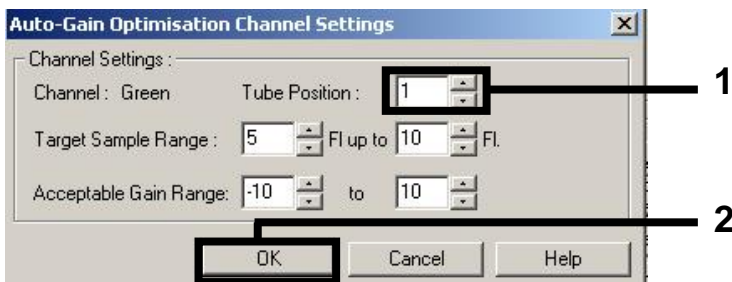 Auto-Gain Optimisation Channel Settings
Channel Settings :
Channel : Green Tube Position : 1
1
Target Sample Range : 5 Fl up to 10 Fl.
Acceptable Gain Range: -10 to 10
2
OK Cancel Help